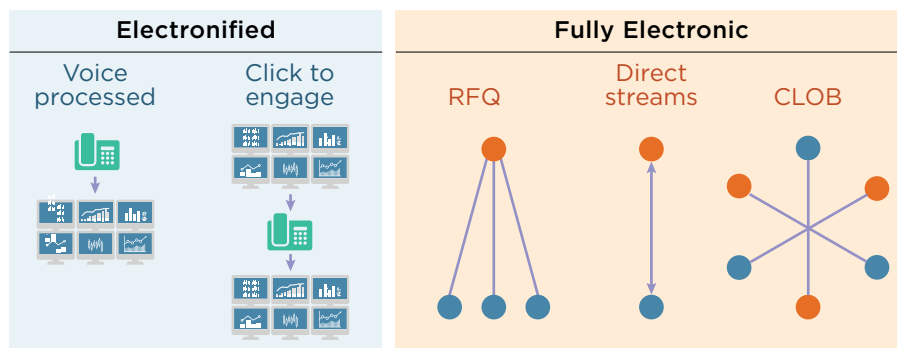 Electronified
Fully Electronic
Voice
processed
Click to
engage
RFQ
Direct
streams
CLOB